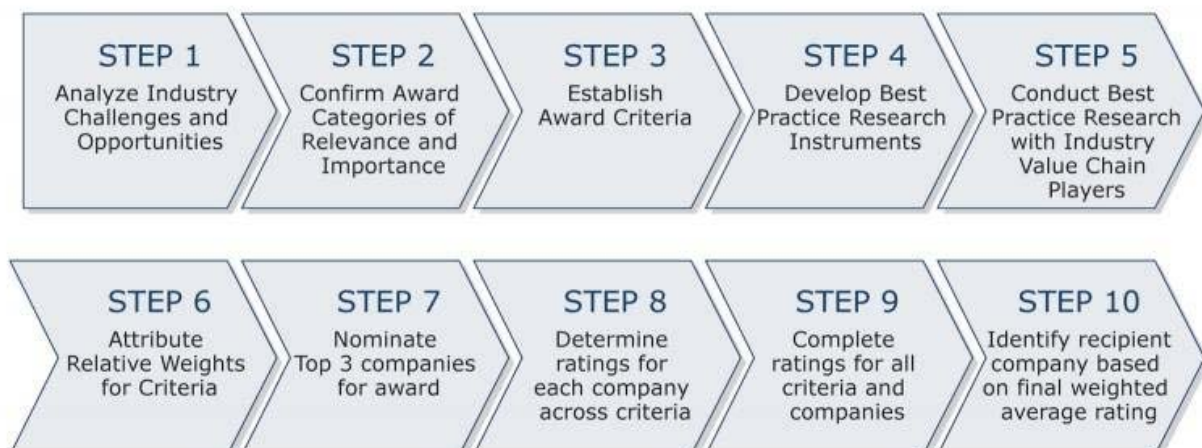 STEP 1
Analyze Industry
Challenges and
Opportunities
STEP 2
Confirm Award
Categories of
Relevance and
Importance
STEP 3
Establish
Award Criteria
STEP 4
Develop Best
Practice Research
Instruments
STEP 5
Conduct Best
Practice Research
with Industry
Value Chain
Players
STEP 6
Attribute
Relative Weights
for Criteria
STEP 7
Nominate
Top 3 companies
for award
STEP 8
Determine
ratings for
each company
across criteria
STEP 9
Complete
ratings for all
criteria and
companies
STEP 10
Identify recipient
company based
on final weighted
average rating